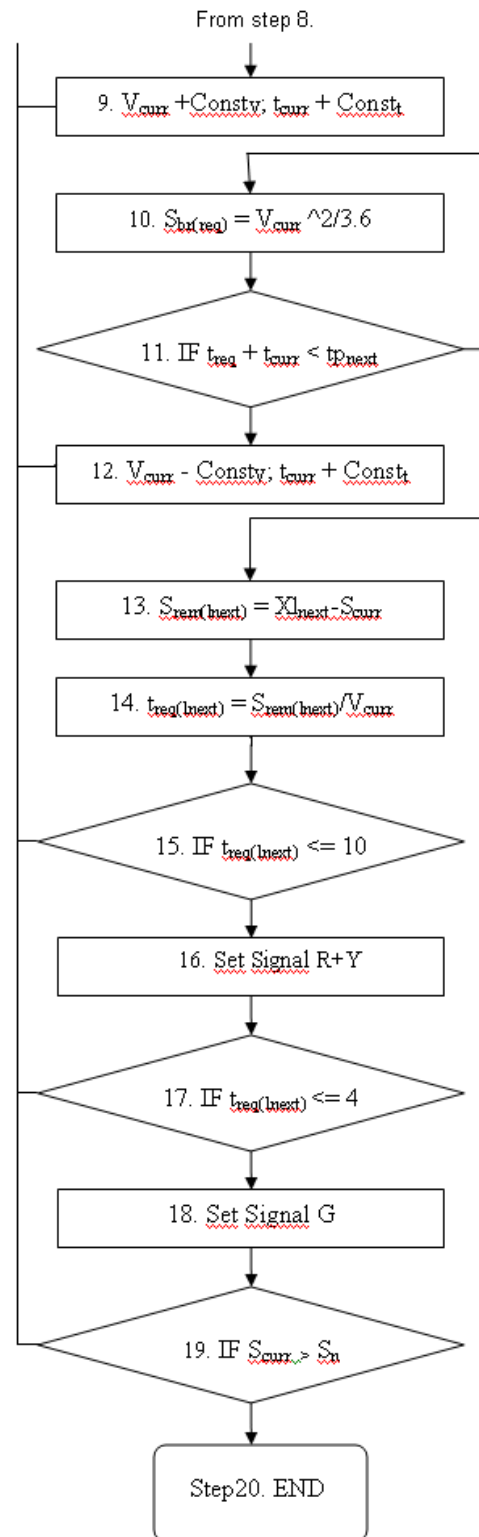 From step 8.
9. Vcurr +Constv; tcurr + Constt
10. Sbr(req) = Vcurr ^2/3.6
11. IF treq + tcurr < tpnext
12. Vcurr - Constv; tcurr + Constt
13. Srem(lnext) = Xlnext-Scurr
14. treq(lnext) = Srem(lnext)/Vcurr
15. IF treq(lnext) <= 10
16. Set Signal R+Y
17. IF treq(lnext) <= 4
18. Set Signal G
19. IF Scurr > Sn
Step20. END